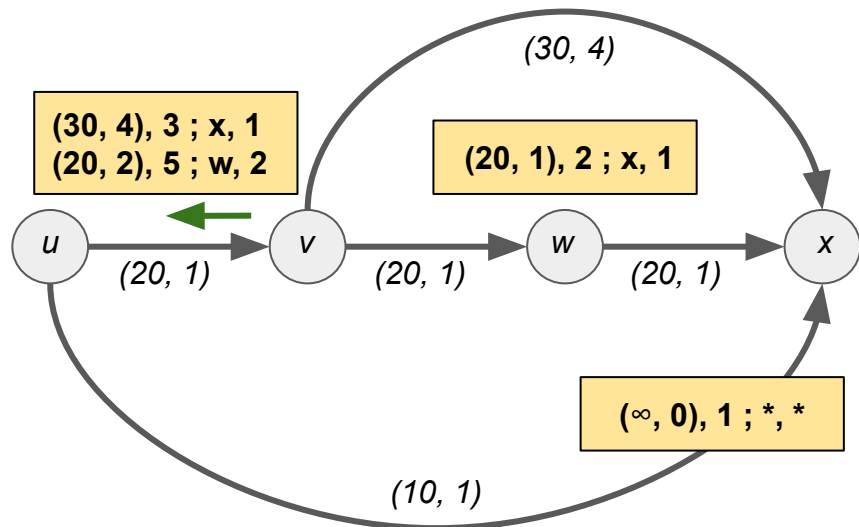 (30, 4)
(30, 4), 3 ; x, 1
(20, 2), 5 ; w, 2
(20, 1), 2 ; x, 1
u
v
w
x
(20, 1)
(20, 1)
(20, 1)
(∞, 0), 1 ; *, *
(10, 1)